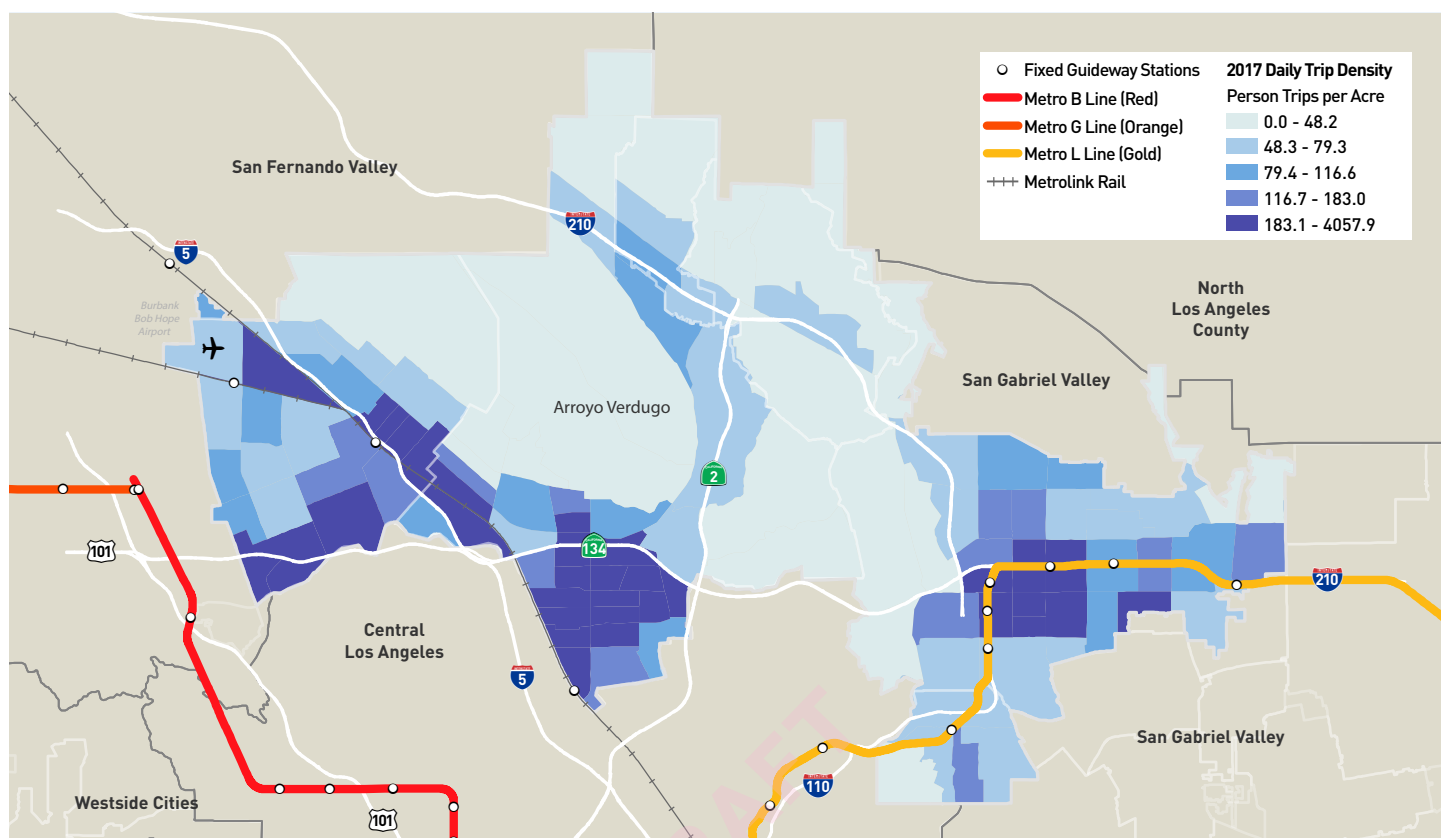 Fixed Guideway Stations
Metro B Line (Red)
Metro G Line (Orange)
Metro L Line (Gold)
Metrolink Rail
2017 Daily Trip Density
Person Trips per Acre
0.0 - 48.2
48.3 - 79.3
79.4 - 116.6
116.7 - 183.0
183.1 - 4057.9
San Fernando Valley
210
5
North
Los Angeles
County
Burbank
Bob Hope
Airport
San Gabriel Valley
Arroyo Verdugo
2
101
134
210
Central
Los Angeles
5
San Gabriel Valley
110
Westside Cities
101